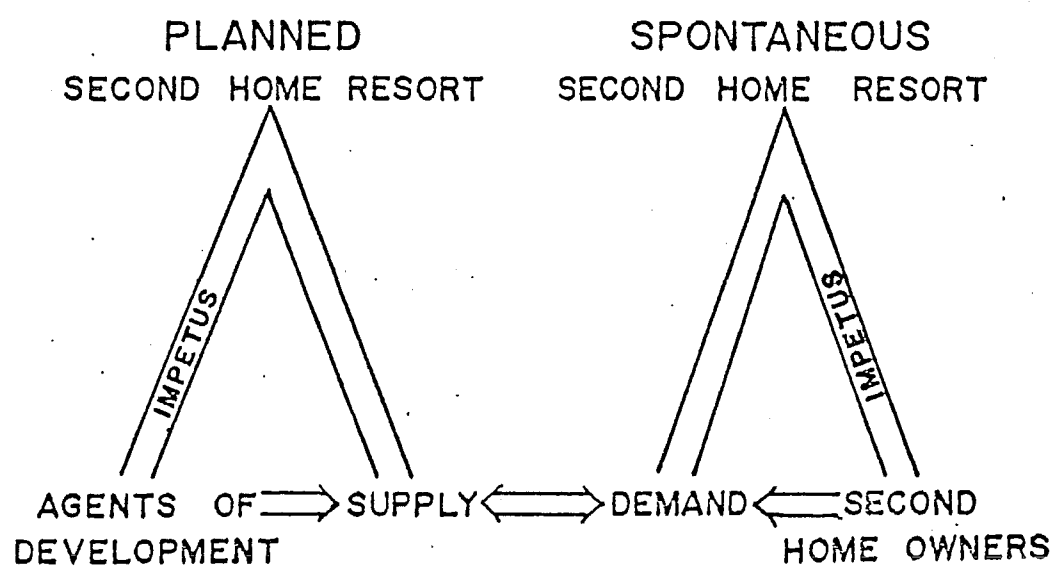 PLANNED
SECOND HOME RESORT
SPONTANEOUS
SECOND HOME RESORT
IMPETUS
IMPETUS
AGENTS OF DEVELOPMENT
SUPPLY
DEMAND
SECOND
HOME OWNERS